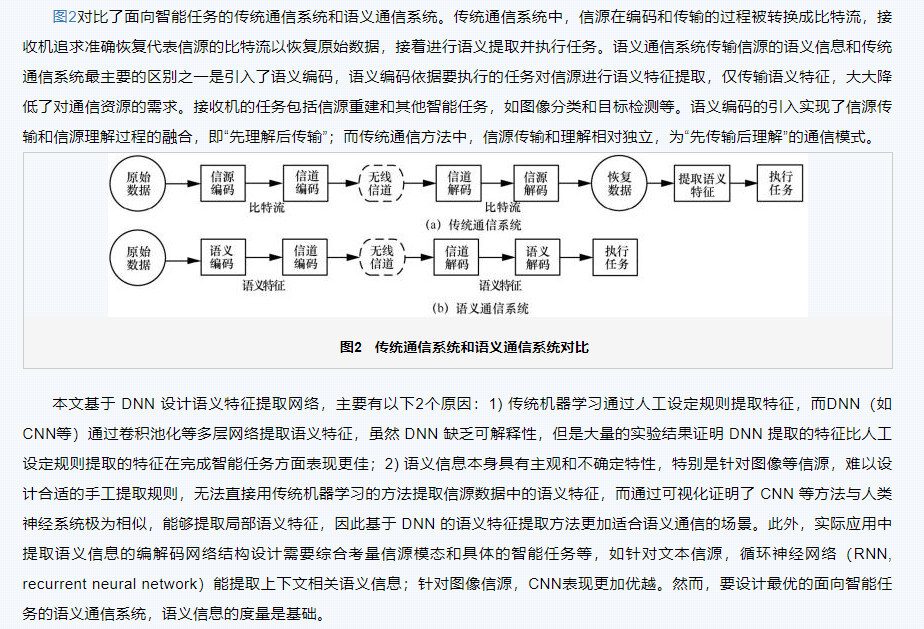 图2对比了面向智能任务的传统通信系统和语义通信系统。传统通信系统中，信源在编码和传输的过程被转换成比特流，接
收机追求准确恢复代表信源的比特流以恢复原始数据，接着进行语义提取并执行任务。语义通信系统传输信源的语义信息和传统
通信系统最主要的区别之一是引入了语义编码，语义编码依据要执行的任务对信源进行语义特征提取，仅传输语义特征，大大降
低了对通信资源的需求。接收机的任务包括信源重建和其他智能任务，如图像分类和目标检测等。语义编码的引入实现了信源传
输和信源理解过程的融合，即“先理解后传输”；而传统通信方法中，信源传输和理解相对独立，为“先传输后理解”的通信模式。
原始 信源 信道 无线 信道 信源 恢复 提取语义 执行
数据 编码 编码 信道 解码 解码 数据 特征 任务
比特流 比特流
(a) 传统通信系统
原始 语义 信道 无线 信道 语义 执行
数据 编码 编码 信道 解码 解码 任务
语义特征 语义特征
(b) 语义通信系统
图2 传统通信系统和语义通信系统对比
本文基于 DNN 设计语义特征提取网络，主要有以下2个原因：1) 传统机器学习通过人工设定规则提取特征，而DNN（如
CNN等）通过卷积池化等多层网络提取语义特征，虽然 DNN 缺乏可解释性，但是大量的实验结果证明 DNN 提取的特征比人工
设定规则提取的特征在完成智能任务方面表现更佳；2) 语义信息本身具有主观和不确定特性，特别是针对图像等信源，难以设
计合适的手工提取规则，无法直接用传统机器学习的方法提取信源数据中的语义特征，而通过可视化证明了 CNN 等方法与人类
神经系统极为相似，能够提取局部语义特征，因此基于 DNN 的语义特征提取方法更加适合语义通信的场景。此外，实际应用中
提取语义信息的编解码网络结构设计需要综合考量信源模态和具体的智能任务等，如针对文本信源，循环神经网络（RNN,
recurrent neural network）能提取上下文相关语义信息；针对图像信源，CNN表现更加优越。然而，要设计最优的面向智能任
务的语义通信系统，语义信息的度量是基础。